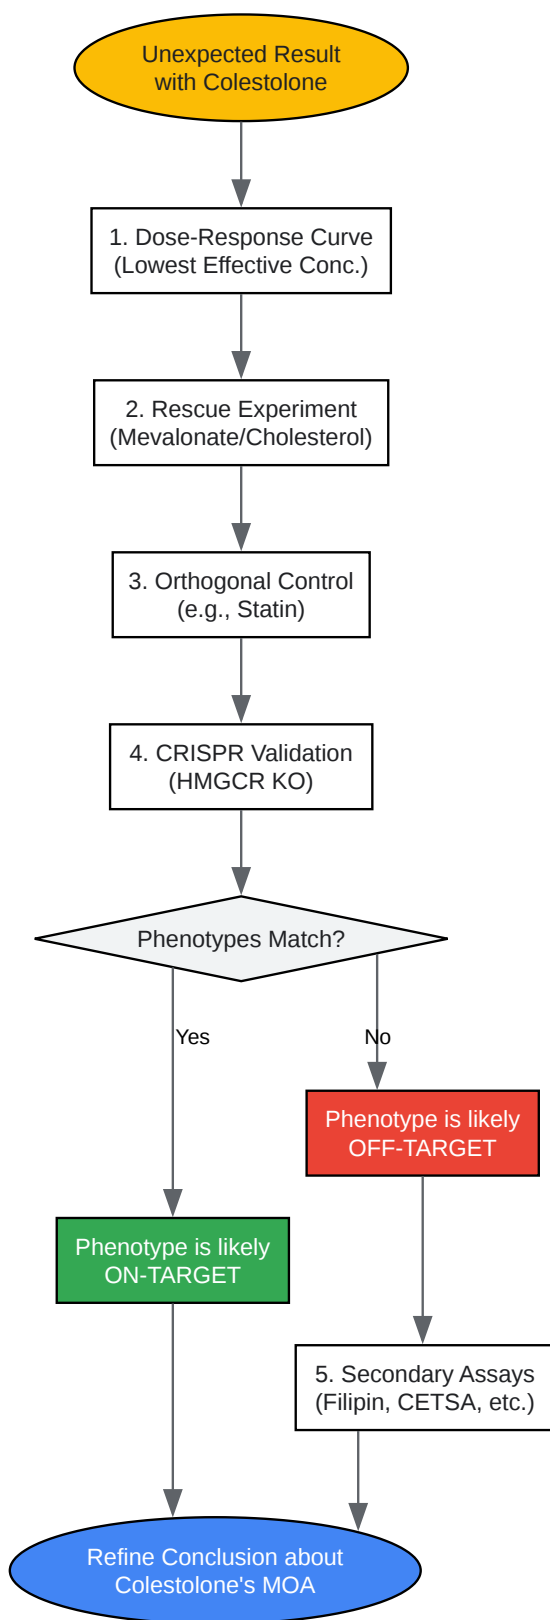 Unexpected Result
with Colestolone
1. Dose-Response Curve
(Lowest Effective Conc.)
2. Rescue Experiment
(Mevalonate/Cholesterol)
3. Orthogonal Control
(e.g., Statin)
4. CRISPR Validation
(HMGCR KO)
Phenotypes Match?
Yes
No
Phenotype is likely
OFF-TARGET
Phenotype is likely
ON-TARGET
5. Secondary Assays
(Filipin, CETSA, etc.)
Refine Conclusion about
Colestolone's MOA